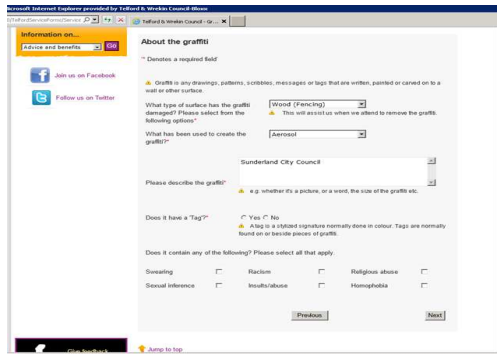 Microsoft Internet Explorer provided by Telford & Wrekin Council-Bloxx
/TelfordServiceForms/Service
Telford & Wrekin Council - Gr...
Information on...
Advice and benefits
Go
Join us on Facebook
Follow us on Twitter
About the graffiti
'*' Denotes a required field'
Graffiti is any drawings, patterns, scribbles, messages or tags that are written, painted or carved on to a
wall or other surface.
What type of surface has the graffiti
damaged? Please select from the
following options*
Wood (Fencing)
This will assist us when we attend to remove the graffiti.
What has been used to create the
graffiti?*
Aerosol
Sunderland City Council
Please describe the graffiti*
e.g. whether it's a picture, or a word, the size of the graffiti etc.
Does it have a 'Tag'?*
Yes No
A tag is a stylized signature normally done in colour. Tags are normally
found on or beside pieces of graffiti.
Does it contain any of the following? Please select all that apply.
Swearing Racism Religious abuse
Sexual inference Insults/abuse Homophobia
Previous Next
Give feedback
Jump to top